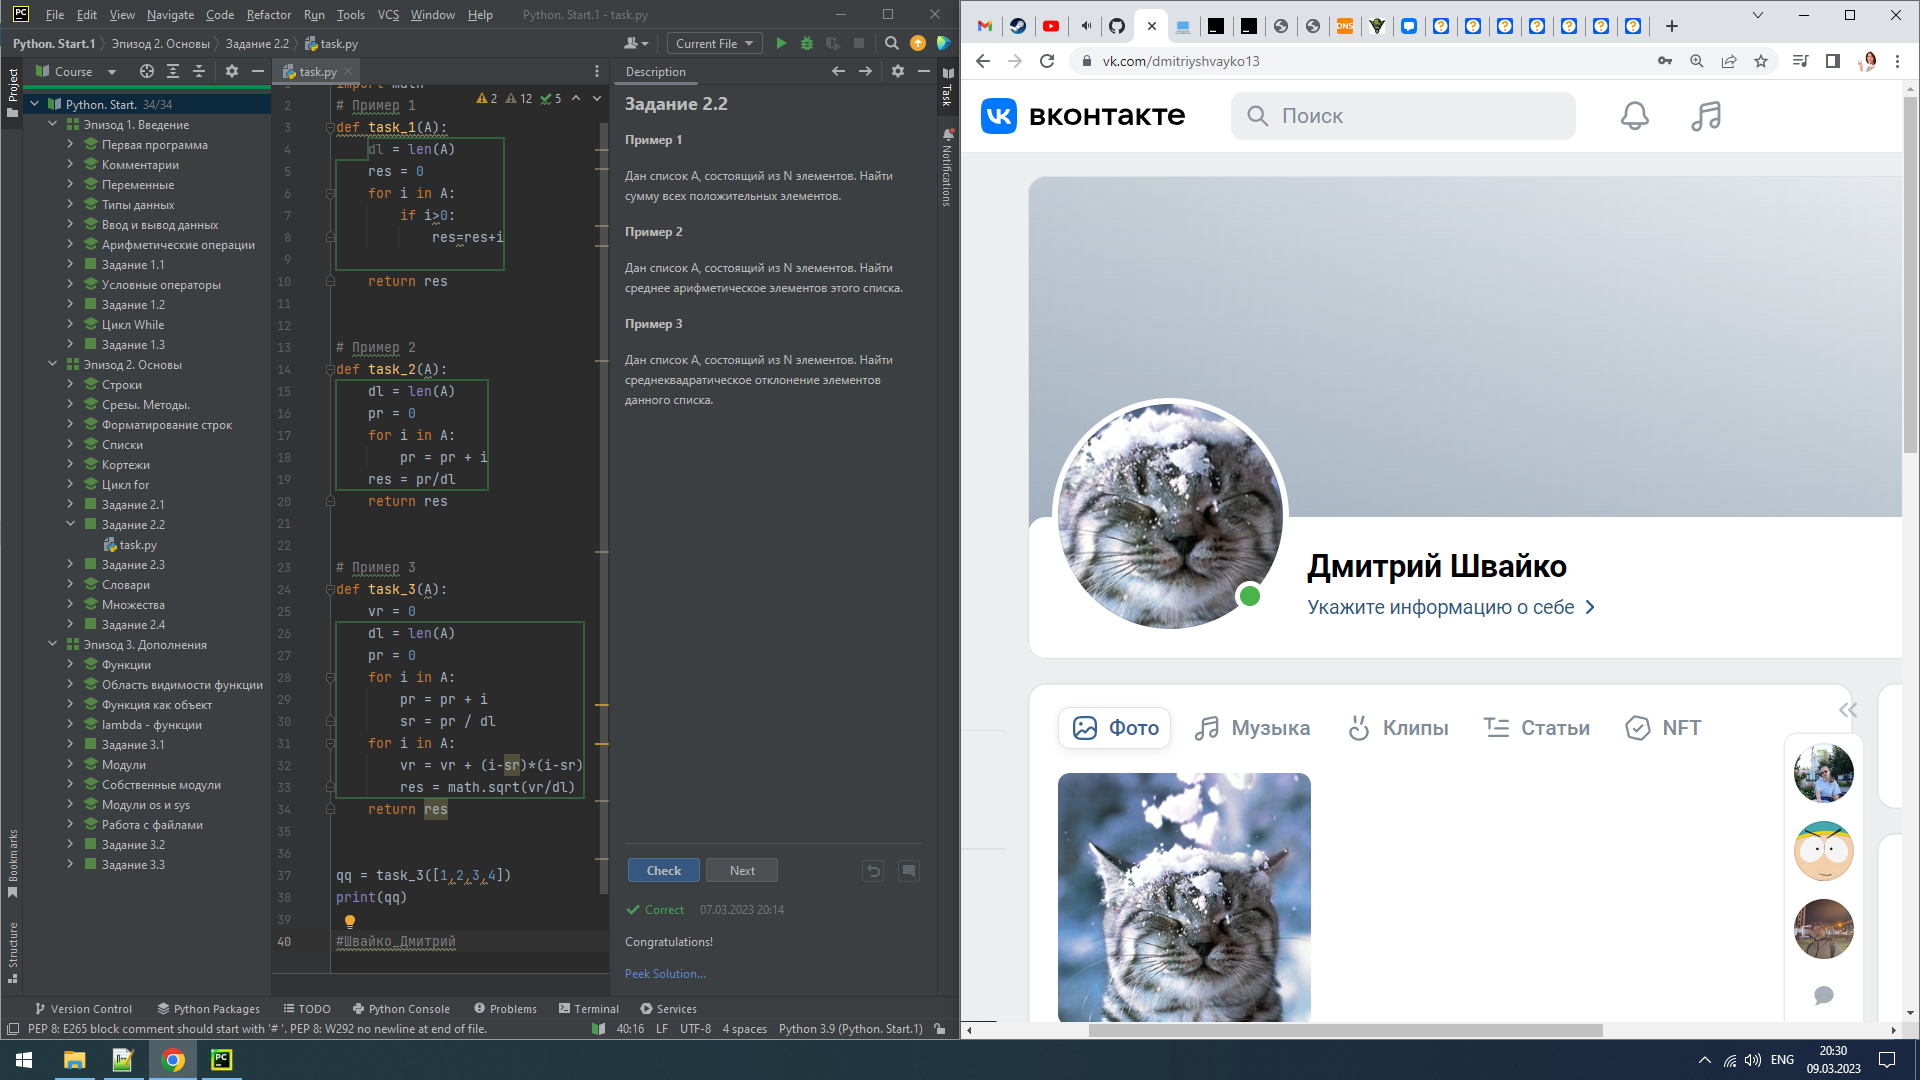 File Edit View Navigate Code Refactor Run Tools VCS Window Help Python. Start.1 - task.py
Python. Start.1 Эпизод 2. Основы Задание 2.2 task.py Current File
Project
Course
Python. Start. 34/34
Эпизод 1. Введение
Первая программа
Комментарии
Переменные
Типы данных
Ввод и вывод данных
Арифметические операции
Задание 1.1
Условные операторы
Задание 1.2
Цикл While
Задание 1.3
Эпизод 2. Основы
Строки
Срезы. Методы.
Форматирование строк
Списки
Кортежи
Цикл for
Задание 2.1
Задание 2.2
task.py
Задание 2.3
Словари
Множества
Задание 2.4
Эпизод 3. Дополнения
Функции
Область видимости функции
Функция как объект
lambda - функции
Задание 3.1
Модули
Собственные модули
Модули os и sys
Работа с файлами
Задание 3.2
Задание 3.3
Bookmarks
Structure
task.py
2 12 5
1 import math
2 # Пример 1
3 def task_1(A):
4 dl = len(A)
5 res = 0
6 for i in A:
7 if i>0:
8 res=res+i
9
10 return res
11
12
13 # Пример 2
14 def task_2(A):
15 dl = len(A)
16 pr = 0
17 for i in A:
18 pr = pr + i
19 res = pr/dl
20 return res
21
22
23 # Пример 3
24 def task_3(A):
25 vr = 0
26 dl = len(A)
27 pr = 0
28 for i in A:
29 pr = pr + i
30 sr = pr / dl
31 for i in A:
32 vr = vr + (i-sr)*(i-sr)
33 res = math.sqrt(vr/dl)
34 return res
35
36
37 qq = task_3([1,2,3,4])
38 print(qq)
39
40 #Швайко_Дмитрий
Description
Задание 2.2
Пример 1
Дан список A, состоящий из N элементов. Найти
сумму всех положительных элементов.
Пример 2
Дан список A, состоящий из N элементов. Найти
среднее арифметическое элементов этого списка.
Пример 3
Дан список A, состоящий из N элементов. Найти
среднеквадратическое отклонение элементов
данного списка.
Check Next
Correct 07.03.2023 20:14
Congratulations!
Peek Solution...
Task
Notifications
Version Control Python Packages TODO Python Console Problems Terminal Services
PEP 8: E265 block comment should start with '# '. PEP 8: W292 no newline at end of file. 40:16 LF UTF-8 4 spaces Python 3.9 (Python. Start.1)
DNS
vk.com/dmitriyshvayko13
вконтакте
Поиск
Дмитрий Швайко
Укажите информацию о себе
Фото Музыка Клипы Статьи NFT
ENG
20:30
09.03.2023